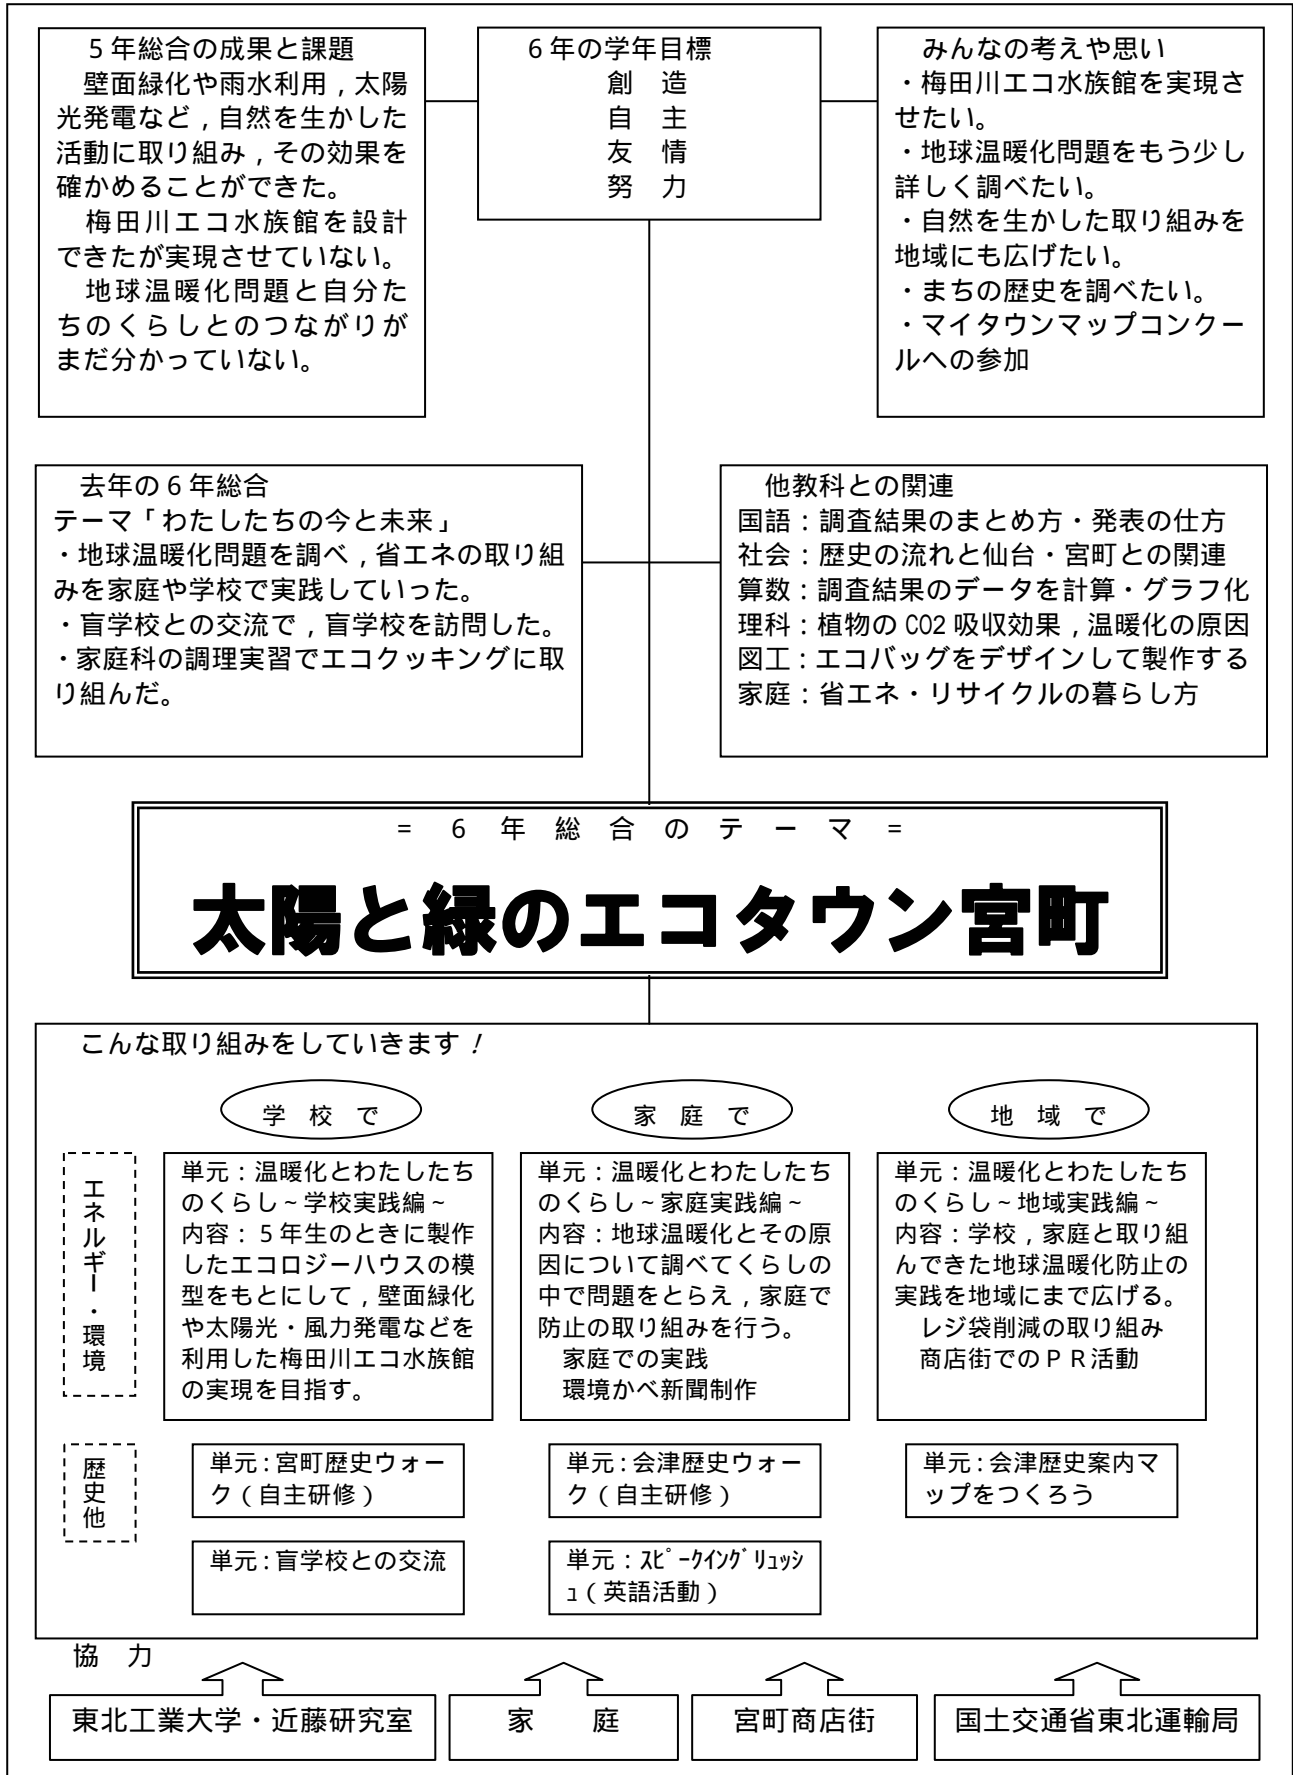 ５年総合の成果と課題
壁面緑化や雨水利用，太陽
光発電など，自然を生かした
活動に取り組み，その効果を
確かめることができた。
梅田川エコ水族館を設計
できたが実現させていない。
地球温暖化問題と自分た
ちのくらしとのつながりが
まだ分かっていない。
６年の学年目標
創　造
自　主
友　情
努　力
みんなの考えや思い
・梅田川エコ水族館を実現さ
せたい。
・地球温暖化問題をもう少し
詳しく調べたい。
・自然を生かした取り組みを
地域にも広げたい。
・まちの歴史を調べたい。
・マイタウンマップコンクー
ルへの参加
去年の６年総合
テーマ「わたしたちの今と未来」
・地球温暖化問題を調べ，省エネの取り組
みを家庭や学校で実践していった。
・盲学校との交流で，盲学校を訪問した。
・家庭科の調理実習でエコクッキングに取
り組んだ。
他教科との関連
国語：調査結果のまとめ方・発表の仕方
社会：歴史の流れと仙台・宮町との関連
算数：調査結果のデータを計算・グラフ化
理科：植物の CO2 吸収効果，温暖化の原因
図工：エコバッグをデザインして製作する
家庭：省エネ・リサイクルの暮らし方
＝　６　年　総　合　の　テ　ー　マ　＝
太陽と緑のエコタウン宮町
こんな取り組みをしていきます！
学　校　で
家　庭　で
地　域　で
エネルギー・環境
単元：温暖化とわたしたち
のくらし～学校実践編～
内容：５年生のときに製作
したエコロジーハウスの模
型をもとにして，壁面緑化
や太陽光・風力発電などを
利用した梅田川エコ水族館
の実現を目指す。
単元：温暖化とわたしたち
のくらし～家庭実践編～
内容：地球温暖化とその原
因について調べてくらしの
中で問題をとらえ，家庭で
防止の取り組みを行う。
家庭での実践
環境かべ新聞制作
単元：温暖化とわたしたち
のくらし～地域実践編～
内容：学校，家庭と取り組
んできた地球温暖化防止の
実践を地域にまで広げる。
レジ袋削減の取り組み
商店街でのＰＲ活動
歴史他
単元：宮町歴史ウォー
ク（自主研修）
単元：会津歴史ウォー
ク（自主研修）
単元：会津歴史案内マ
ップをつくろう
単元：盲学校との交流
単元：ｽﾋﾟｰｸｲﾝｸﾞﾘｭｯｼ
ｭ（英語活動）
協　力
東北工業大学・近藤研究室
家　　庭
宮町商店街
国土交通省東北運輸局